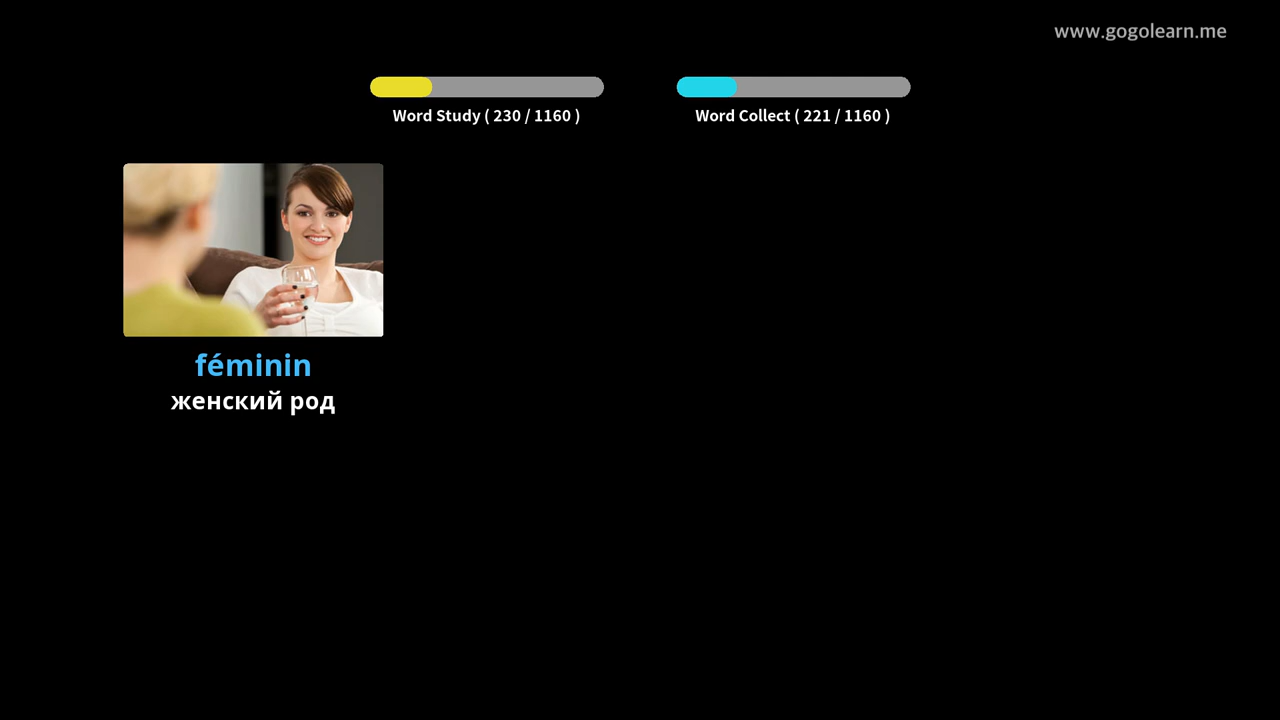 www.gogolearn.me
Word Study ( 230 / 1160 )
Word Collect ( 221 / 1160 )
féminin
женский род